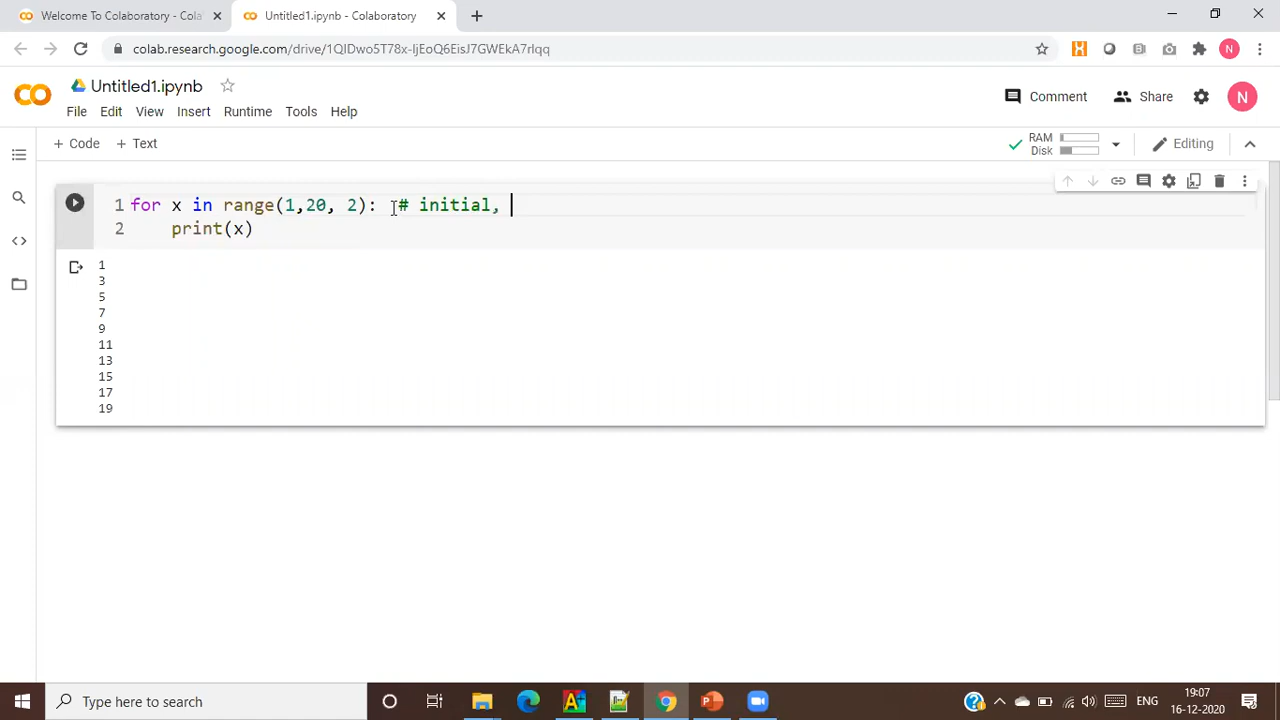 Welcome To Colaboratory - Cola
Untitled1.ipynb - Colaboratory
colab.research.google.com/drive/1QlDwo5T78x-ljEoQ6EisJ7GWEkA7rlqq
N
CO
Untitled1.ipynb
File Edit View Insert Runtime Tools Help
Comment
Share
N
+ Code + Text
RAM
Disk
Editing
1 for x in range(1,20, 2): # initial,
2 print(x)
1
3
5
7
9
11
13
15
17
19
Type here to search
ENG
19:07
16-12-2020